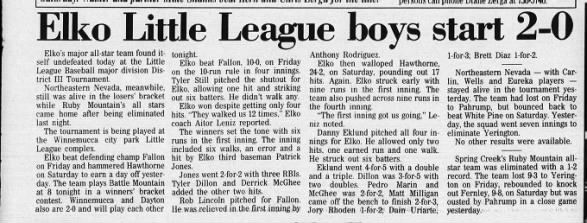 Elko Little League boys start 2-0
Elko's major all-star team found it-
self undefeated today at the Little
League Baseball major division Dis-
trict III Tournament.
Northeastern Nevada, meanwhile,
still was alive in the losers' bracket
while Ruby Mountain's all stars
came home after being eliminated
last night.
The tournament is being played at
the Winnemucca city park Little
League complex.
Elko beat defending champ Fallon
on Friday and hammered Hawthorne
on Saturday to earn a day off yester-
day. The team plays Battle Mountain
at 8 tonight in a winners' bracket
contest. Winnemucca and Dayton
also are 2-0 and will play each other
tonight.
Elko beat Fallon, 10-0, on Friday
on the 10-run rule in four innings.
Tyler Still pitched the shutout for
Elko, allowing one hit and striking
out six batters. He didn't walk any.
Elko won despite getting only four
hits. "They walked us 12 times," Elko
coach Aitor Leniz reported.
The winners set the tone with six
runs in the first inning. The inning
included six walks, an error and a
hit by Elko third baseman Patrick
Jones.
Jones went 2-for-2 with three RBIs.
Tyler Dillon and Derrick McGhee
added the other two hits.
Rob Lincich pitched for Fallon.
He was relieved in the first inning by
Anthony Rodriguez.
Elko then walloped Hawthorne,
24-2, on Saturday, pounding out 17
hits. Again, Elko struck early with
nine runs in the first inning. The
team also pushed across nine runs in
the fourth inning.
"The first inning got us going," Le-
niz noted.
Danny Eklund pitched all four in-
nings for Elko. He allowed only two
hits, one earned run and one walk.
He struck out six batters.
Eklund went 4-for-5 with a double
and a triple. Dillon was 3-for-5 with
two doubles. Pedro Marin and
McGhee was 2-for-2, Matt Milligan
came off the bench to finish 2-for-3,
Jory Rhoden 1-for-2, Dain Uriarte,
1-for-3; Brett Diaz 1-for-2.
Northeastern Nevada — with Car-
lin, Wells and Eureka players —
stayed alive in the tournament yes-
terday. The team had lost on Friday
to Pahrump, but bounced back to
beat White Pine on Saturday. Yester-
day, the squad went seven innings to
eliminate Yerington.
No other results were available.
Spring Creek's Ruby Mountain all-
star team was eliminated with a 1-2
record. The team lost 9-3 to Yering-
ton on Friday, rebounded to knock
out Fernley, 9-8, on Saturday but was
ousted by Pahrump in a close game
yesterday.